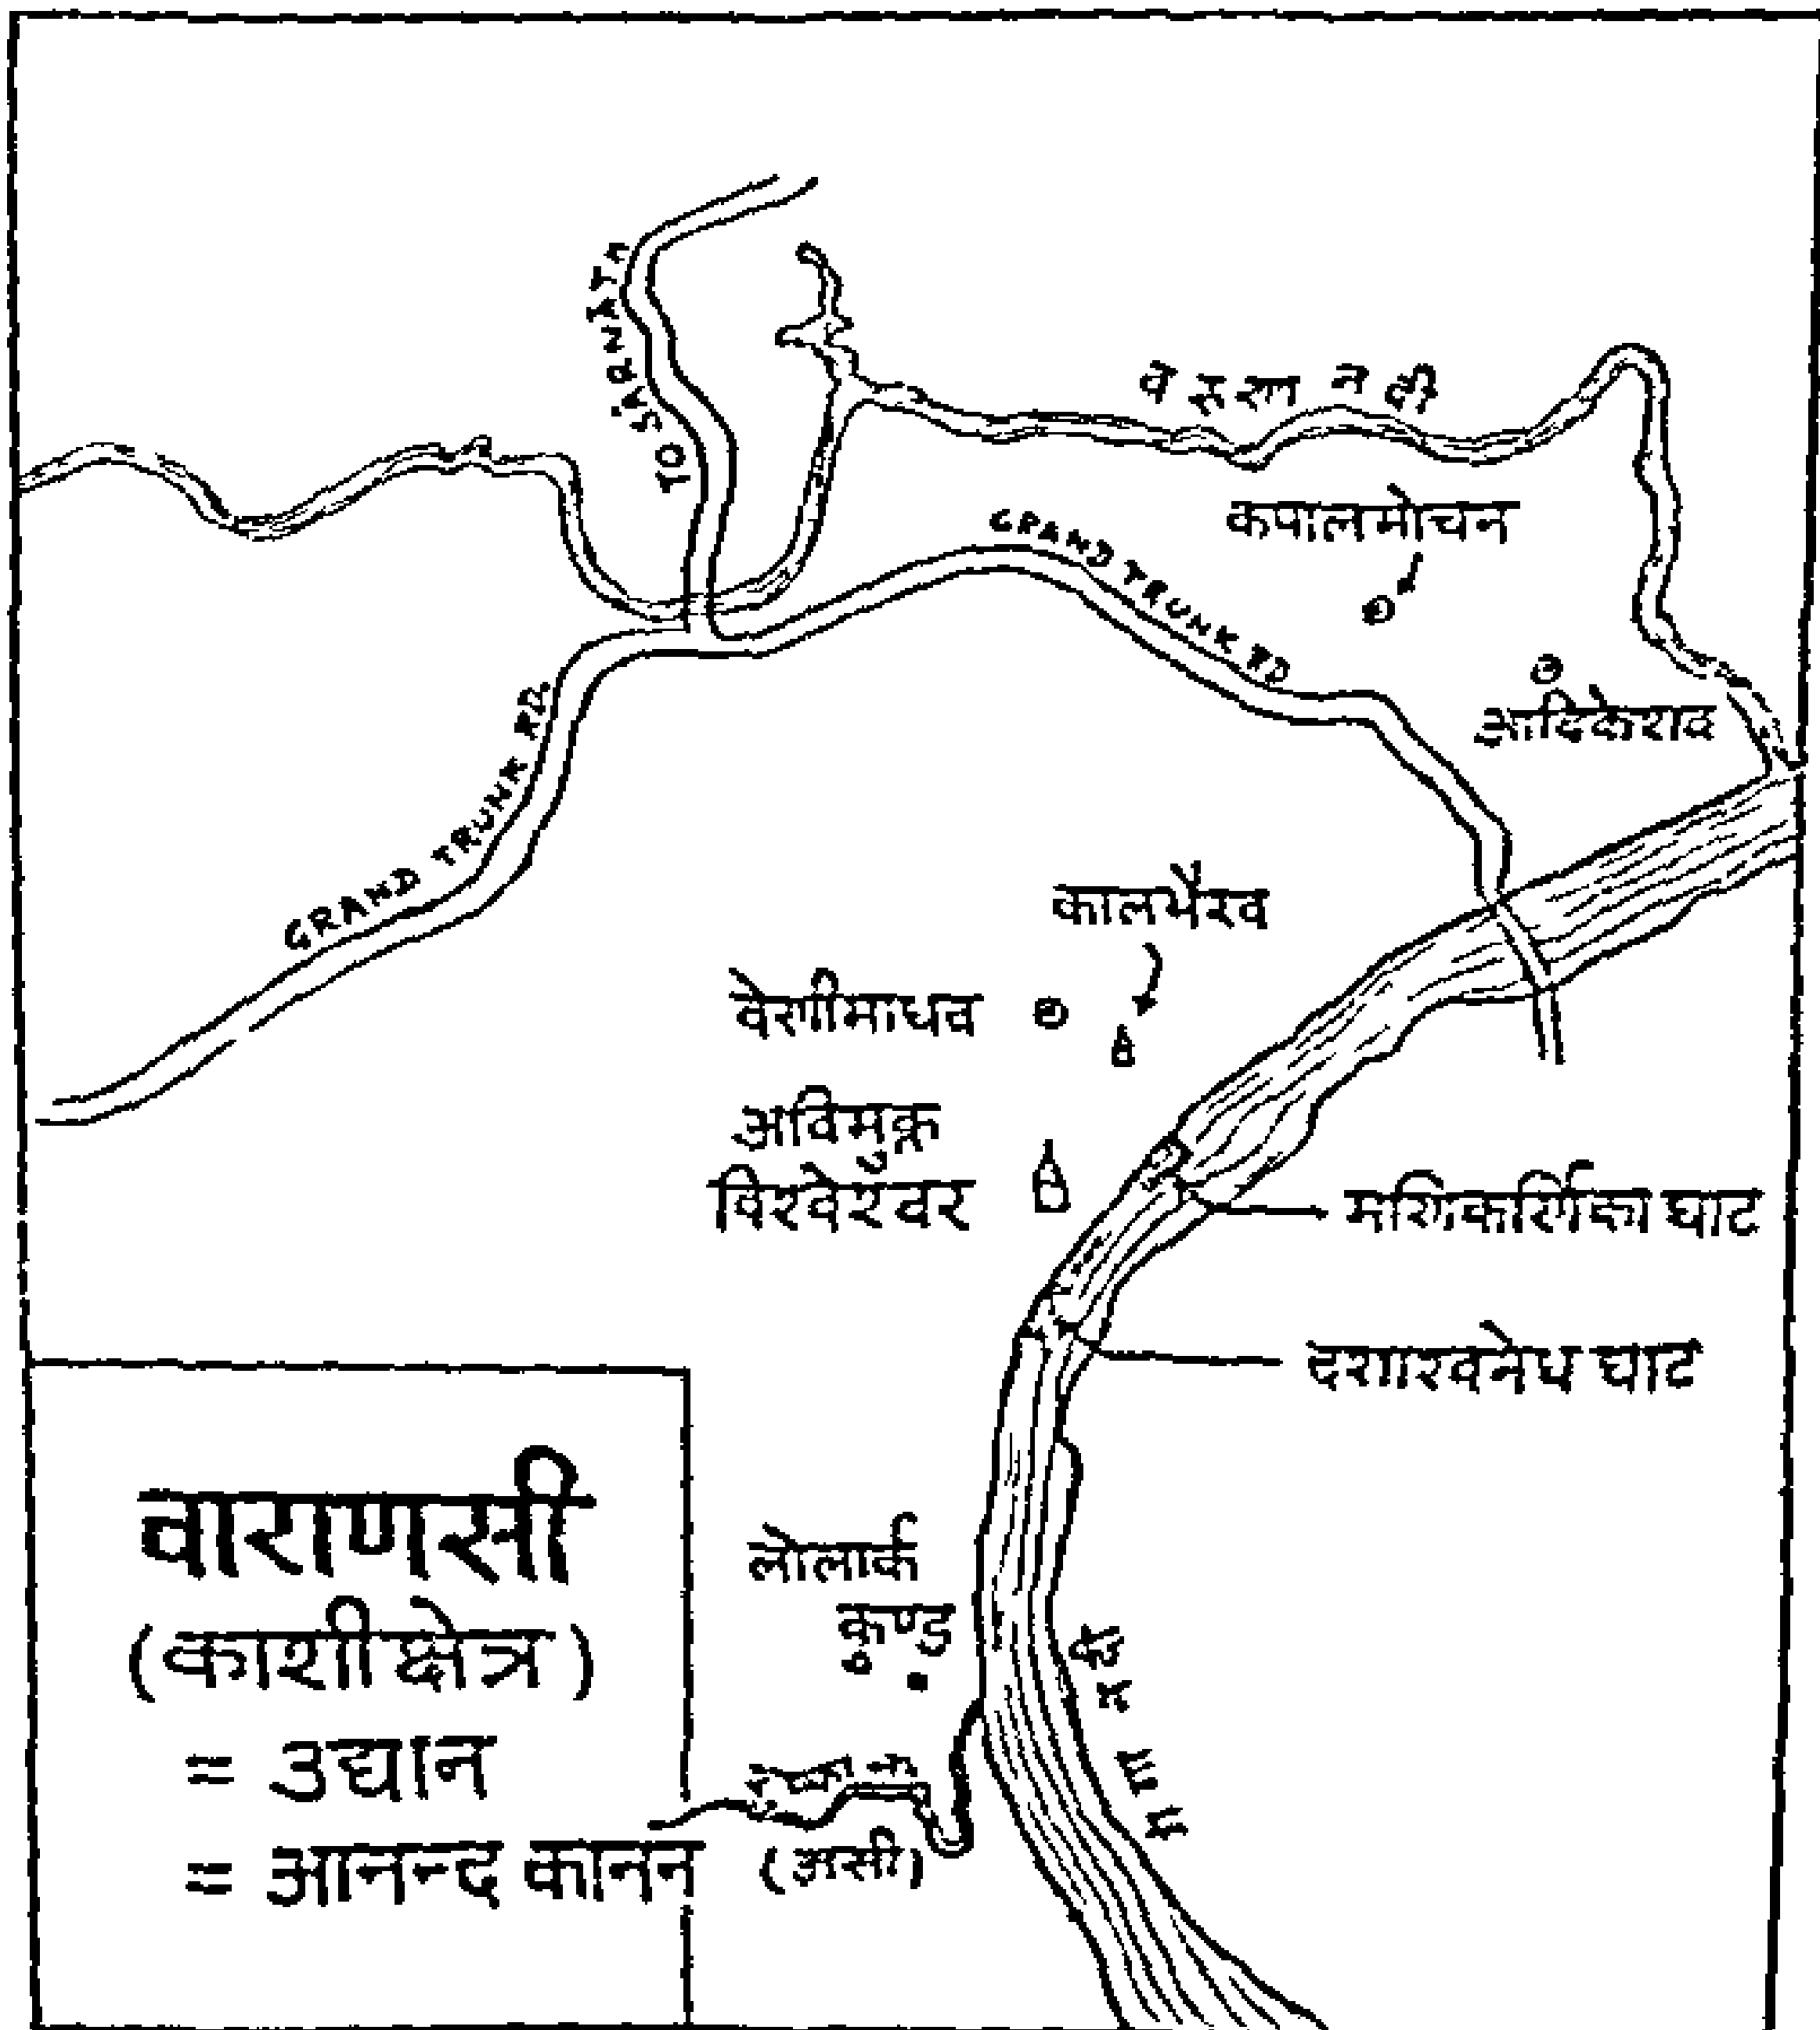 TO SĀRNĀTH
वरुणा नदी
कपालमोचन
GRAND TRUNK RD
आदिकेशव
GRAND TRUNK RD.
कालभैरव
वेणीमाधव
अविमुक्त
विश्वेश्वर
मणिकर्णिका घाट
दशाश्वमेध घाट
वाराणसी
(काशीक्षेत्र)
= उद्यान
= आनन्द कानन
लोलार्क
कुण्ड
गंगा नदी
(असी)